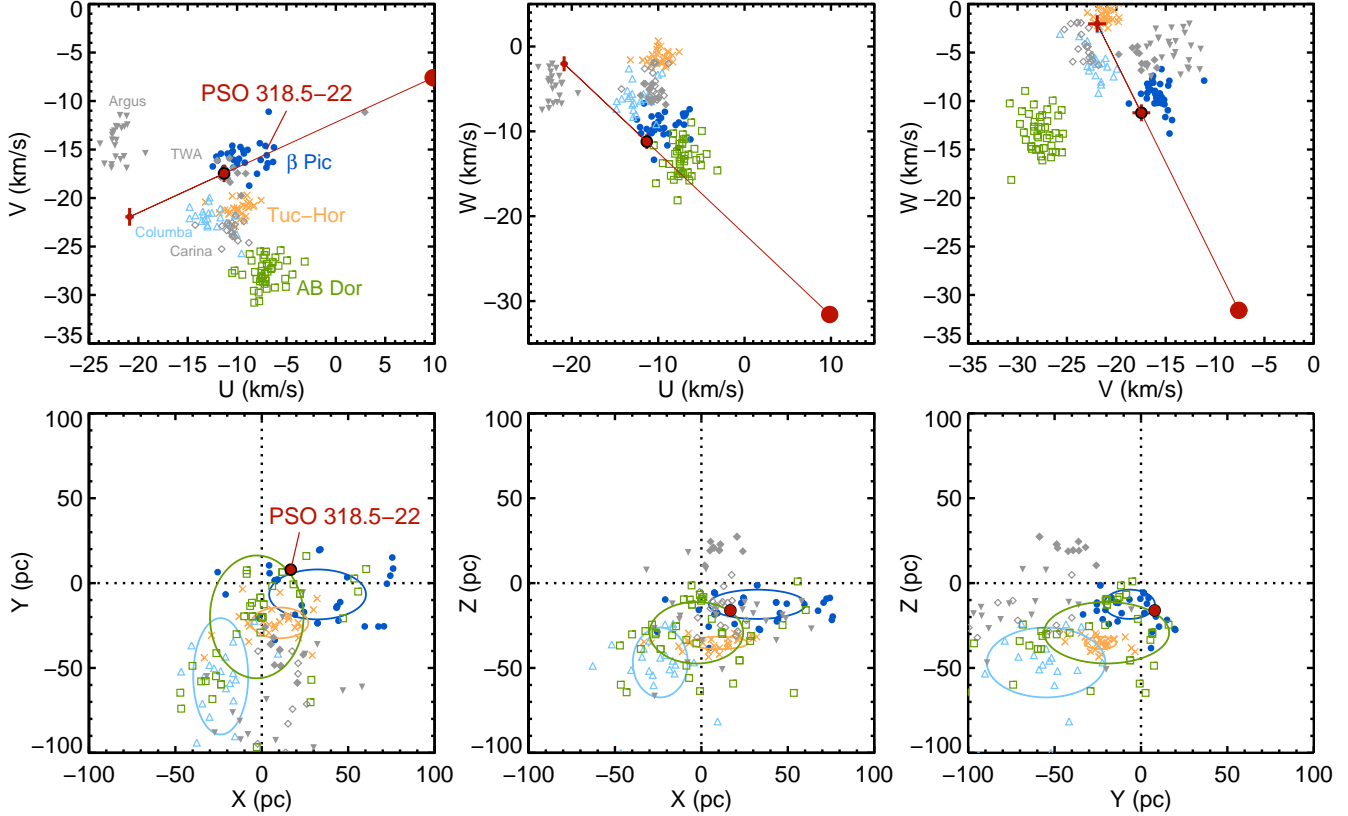 0
−5
−10
−15
−20
−25
−30
−35
V (km/s)
Argus
PSO 318.5−22
TWA
β Pic
Tuc−Hor
Columba
Carina
AB Dor
−25 −20 −15 −10 −5 0 5 10
U (km/s)
0
−10
−20
−30
W (km/s)
−20 −10 0 10
U (km/s)
0
−5
−10
−15
−20
−25
−30
−35
W (km/s)
−35 −30 −25 −20 −15 −10 −5 0
V (km/s)
100
50
0
−50
−100
Y (pc)
PSO 318.5−22
−100 −50 0 50 100
X (pc)
100
50
0
−50
−100
Z (pc)
−100 −50 0 50 100
X (pc)
100
50
0
−50
−100
Z (pc)
−100 −50 0 50 100
Y (pc)